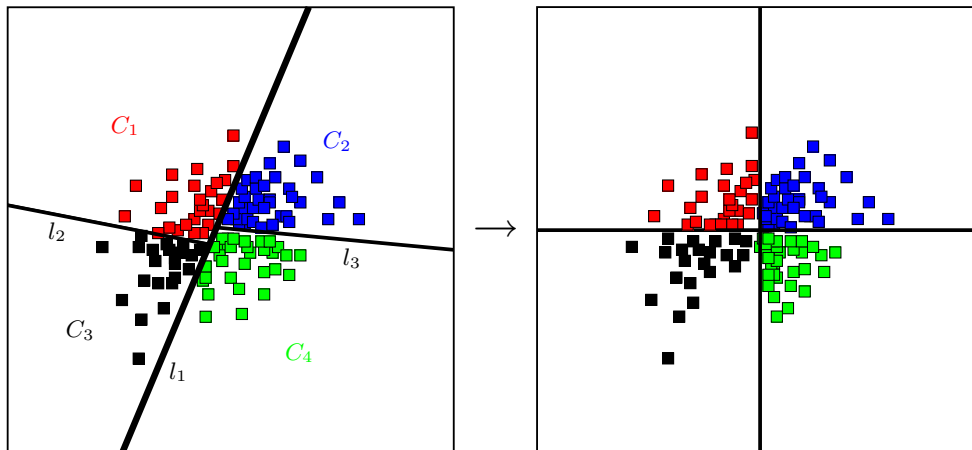 C₁
C₂
l₂
l₃
→
C₃
C₄
l₁